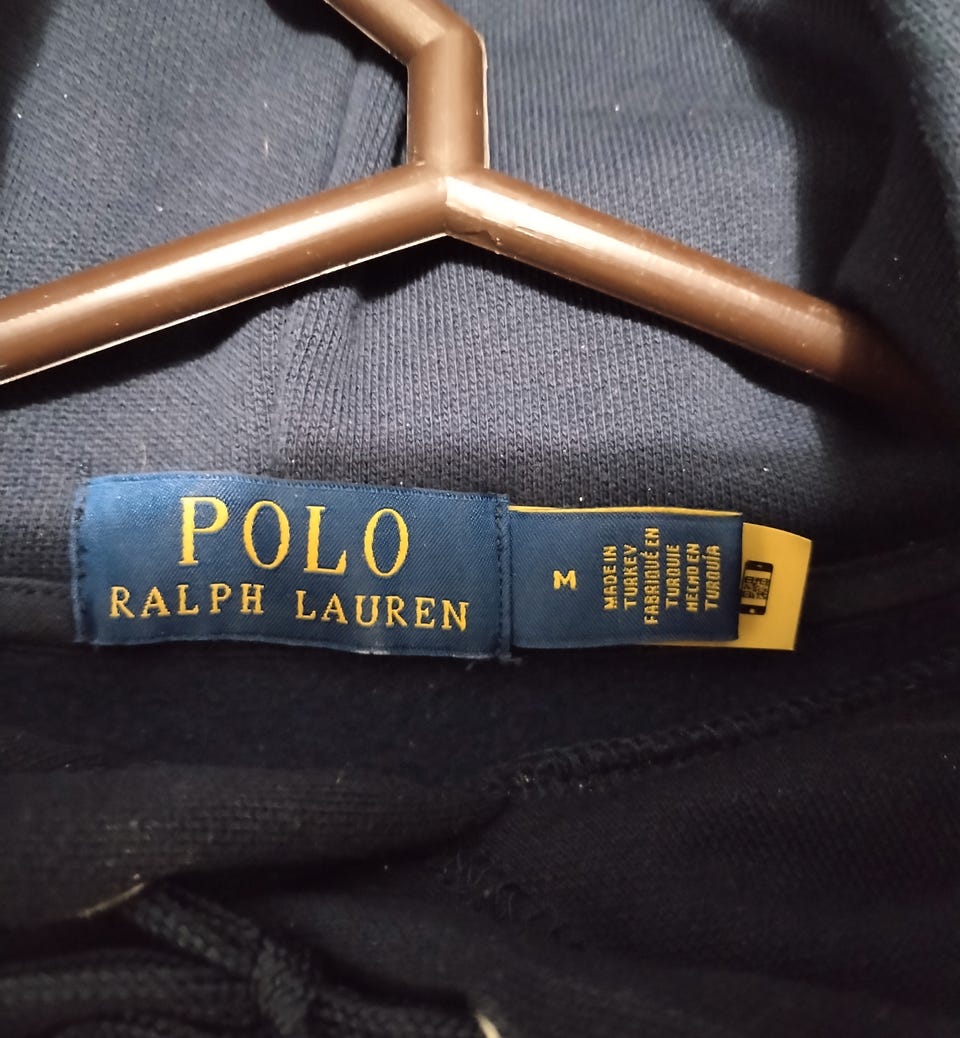 POLO
RALPH LAUREN
M
MADE IN
TURKEY
FABRIQUÉ EN
TURQUIE
HECHO EN
TURQUÍA